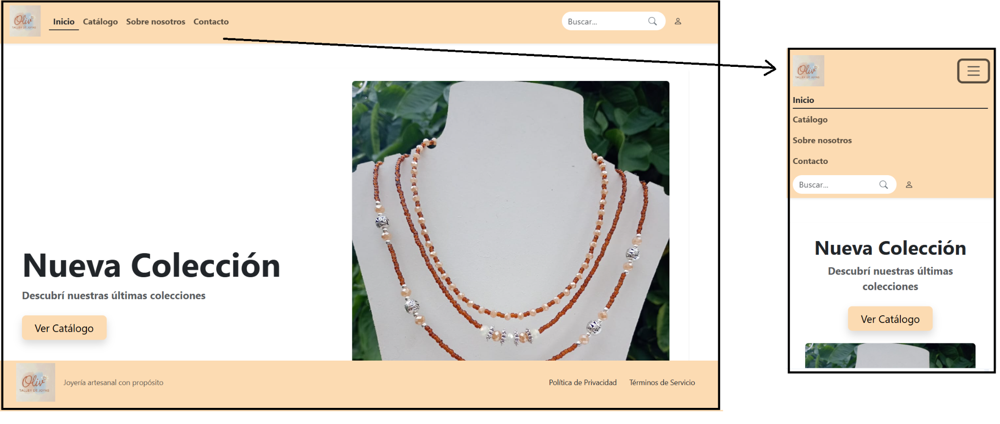 Oliv
TALLER DE JOYAS
Inicio Catálogo Sobre nosotros Contacto
Buscar...
Nueva Colección
Descubrí nuestras últimas colecciones
Ver Catálogo
Oliv
TALLER DE JOYAS
Joyería artesanal con propósito
Política de Privacidad Términos de Servicio
Oliv
TALLER DE JOYAS
Inicio
Catálogo
Sobre nosotros
Contacto
Buscar...
Nueva Colección
Descubrí nuestras últimas
colecciones
Ver Catálogo